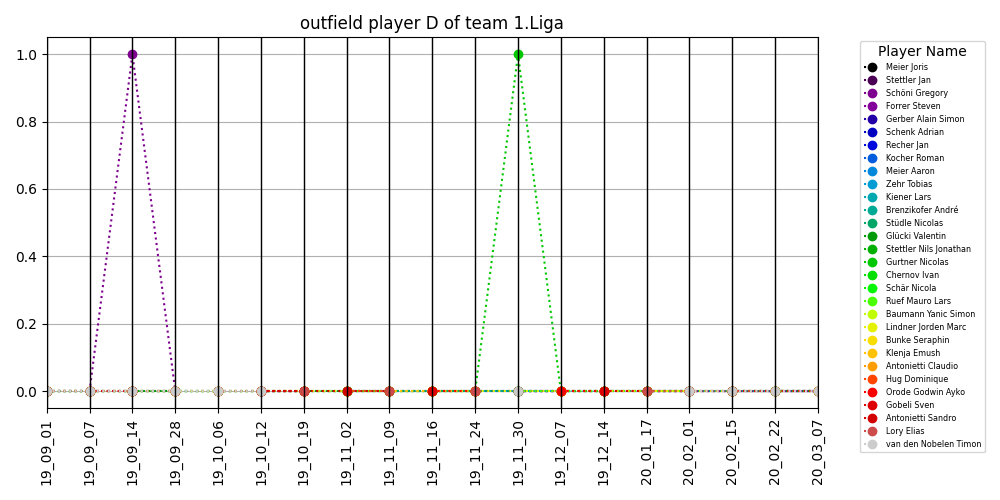 outfield player D of team 1.Liga
1.0
0.8
0.6
0.4
0.2
0.0
19_09_01
19_09_07
19_09_14
19_09_28
19_10_06
19_10_12
19_10_19
19_11_02
19_11_09
19_11_16
19_11_24
19_11_30
19_12_07
19_12_14
20_01_17
20_02_01
20_02_15
20_02_22
20_03_07
Player Name
Meier Joris
Stettler Jan
Schöni Gregory
Forrer Steven
Gerber Alain Simon
Schenk Adrian
Recher Jan
Kocher Roman
Meier Aaron
Zehr Tobias
Kiener Lars
Brenzikofer André
Stüdle Nicolas
Glücki Valentin
Stettler Nils Jonathan
Gurtner Nicolas
Chernov Ivan
Schär Nicola
Ruef Mauro Lars
Baumann Yanic Simon
Lindner Jorden Marc
Bunke Seraphin
Klenja Emush
Antonietti Claudio
Hug Dominique
Orode Godwin Ayko
Gobeli Sven
Antonietti Sandro
Lory Elias
van den Nobelen Timon